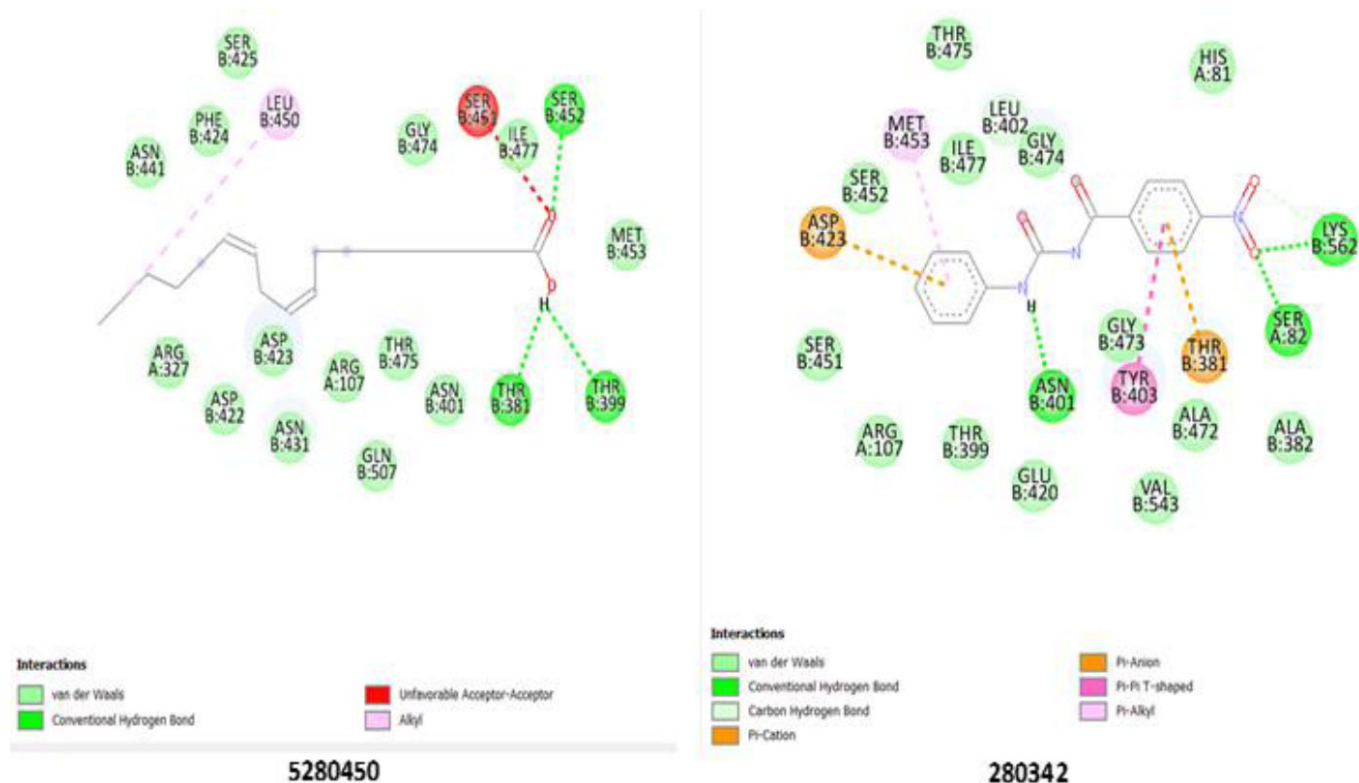 SER
B:425
LEU
B:450
PHE
B:424
ASN
B:441
GLY
B:474
SER
B:451
ILE
B:477
SER
B:452
MET
B:453
O
O
H
ARG
A:327
ASP
B:423
ASP
B:422
ASN
B:431
ARG
A:107
THR
B:475
GLN
B:507
ASN
B:401
THR
B:381
THR
B:399
Interactions
van der Waals
Conventional Hydrogen Bond
Unfavorable Acceptor-Acceptor
Alkyl
5280450
THR
B:475
HIS
A:81
MET
B:453
LEU
B:402
ILE
B:477
GLY
B:474
SER
B:452
ASP
B:423
O
O
N
N
H
N+
O
O
LYS
B:562
SER
A:82
SER
B:451
GLY
B:473
THR
B:381
TYR
B:403
ASN
B:401
ALA
B:472
ALA
B:382
ARG
A:107
THR
B:399
GLU
B:420
VAL
B:543
Interactions
van der Waals
Conventional Hydrogen Bond
Carbon Hydrogen Bond
Pi-Cation
Pi-Anion
Pi-Pi T-shaped
Pi-Alkyl
280342